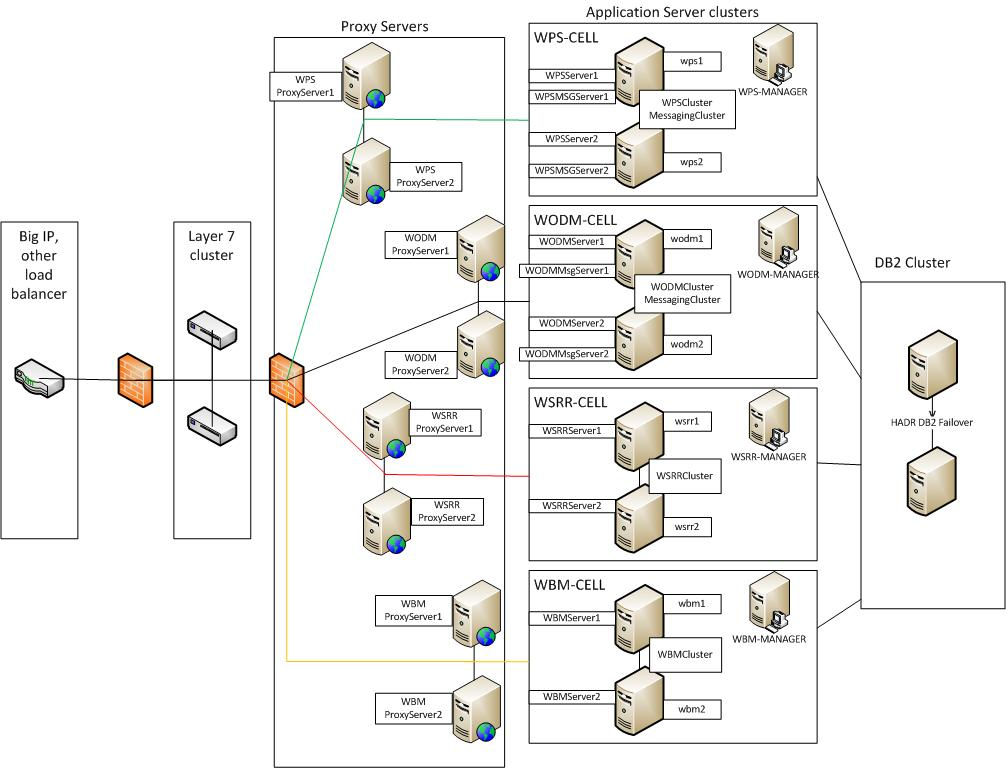 Proxy Servers
Application Server clusters
WPS-CELL
WPS
ProxyServer1
WPS
ProxyServer2
WPSServer1
WPSMSGServer1
WPSServer2
WPSMSGServer2
wps1
WPSCluster
MessagingCluster
wps2
WPS-MANAGER
Big IP,
other
load
balancer
Layer 7
cluster
WODM
ProxyServer1
WODM
ProxyServer2
WODM-CELL
WODMServer1
WODMMsgServer1
WODMServer2
WODMMsgServer2
wodm1
WODMCluster
MessagingCluster
wodm2
WODM-MANAGER
DB2 Cluster
HADR DB2 Failover
WSRR
ProxyServer1
WSRR
ProxyServer2
WSRR-CELL
WSRRServer1
WSRRServer2
wsrr1
WSRRCluster
wsrr2
WSRR-MANAGER
WBM
ProxyServer1
WBM
ProxyServer2
WBM-CELL
WBMServer1
WBMServer2
wbm1
WBMCluster
wbm2
WBM-MANAGER